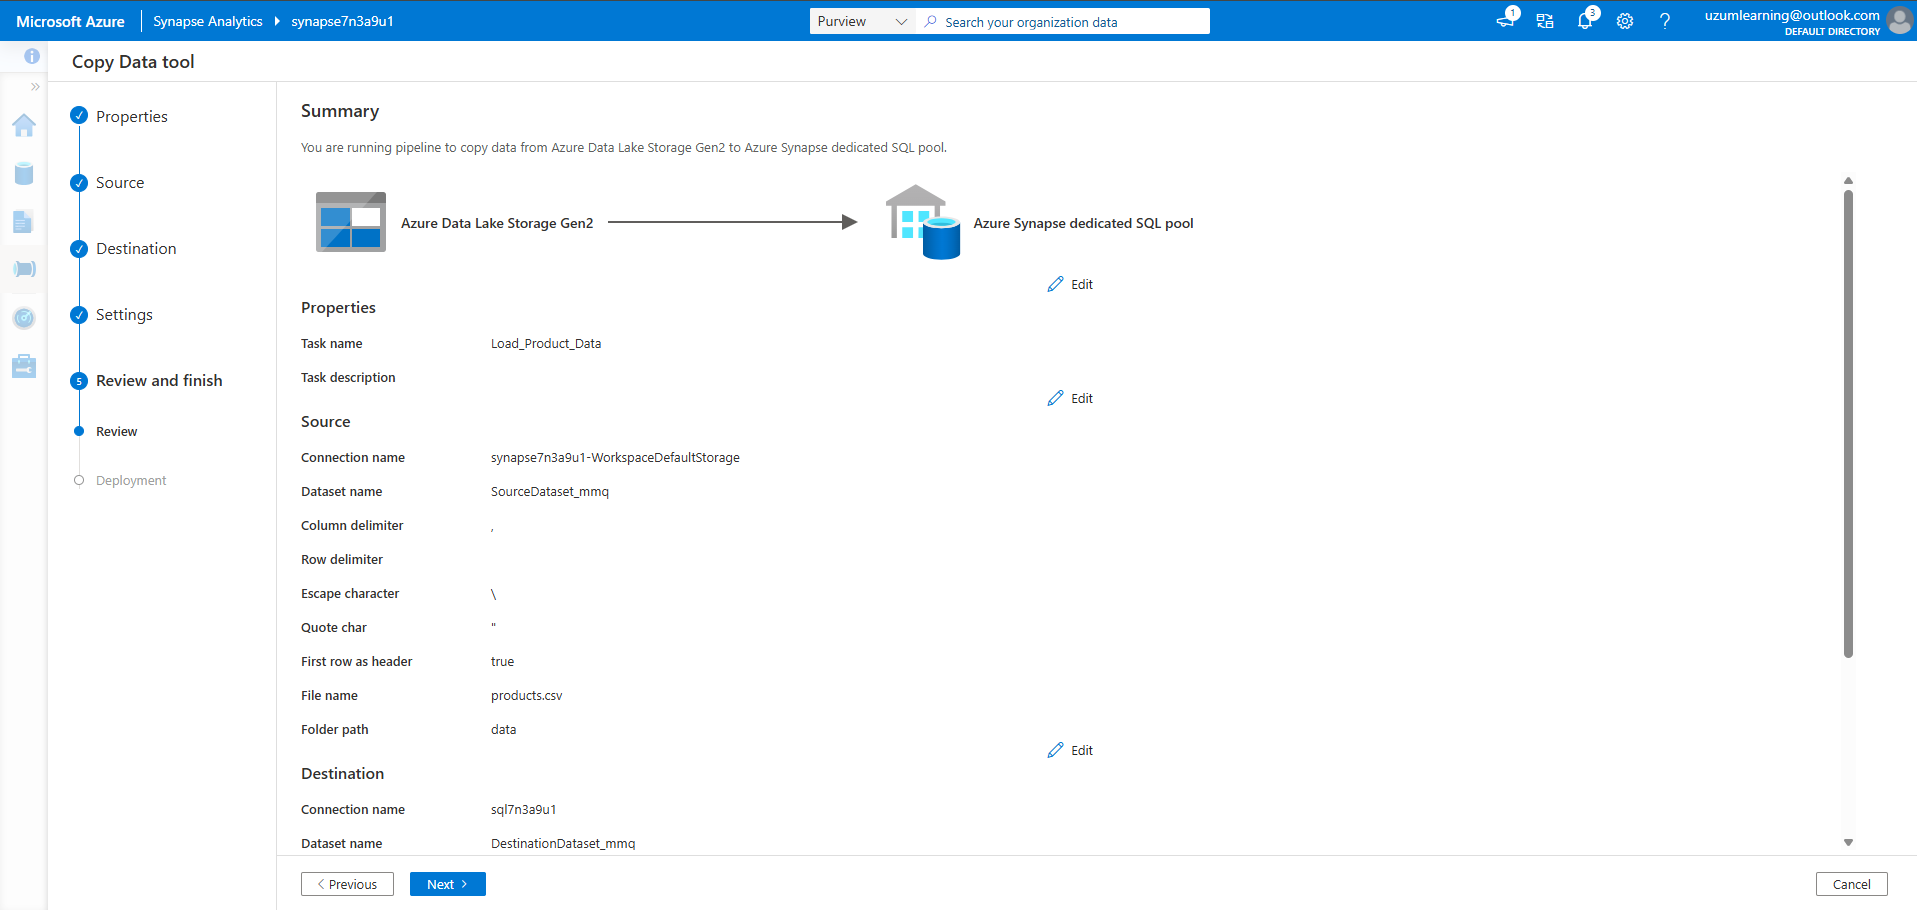 Microsoft Azure Synapse Analytics synapse7n3a9u1 Purview Search your organization data 1 3 ? uzumlearning@outlook.com
DEFAULT DIRECTORY
Copy Data tool
Properties
Source
Destination
Settings
5 Review and finish
Review
Deployment
Summary
You are running pipeline to copy data from Azure Data Lake Storage Gen2 to Azure Synapse dedicated SQL pool.
Azure Data Lake Storage Gen2 Azure Synapse dedicated SQL pool
Edit
Properties
Task name Load_Product_Data
Task description
Edit
Source
Connection name synapse7n3a9u1-WorkspaceDefaultStorage
Dataset name SourceDataset_mmq
Column delimiter ,
Row delimiter
Escape character \
Quote char "
First row as header true
File name products.csv
Folder path data
Edit
Destination
Connection name sql7n3a9u1
Dataset name DestinationDataset_mmq
< Previous Next > Cancel